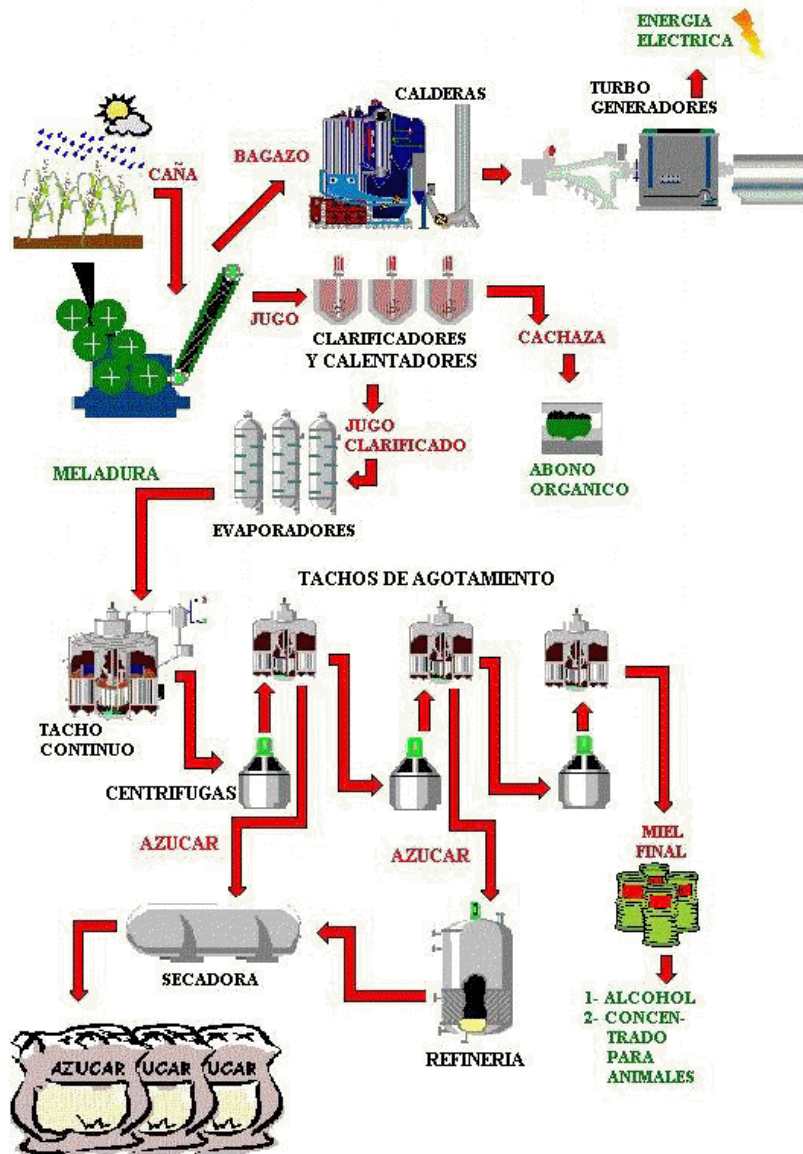 ENERGIA
ELECTRICA
TURBO
GENERADORES
CALDERAS
BAGAZO
CAÑA
JUGO
CLARIFICADORES
Y CALENTADORES
CACHAZA
JUGO
CLARIFICADO
ABONO
ORGANICO
MELADURA
EVAPORADORES
TACHOS DE AGOTAMIENTO
TACHO
CONTINUO
CENTRIFUGAS
AZUCAR
AZUCAR
MIEL
FINAL
SECADORA
REFINERIA
1- ALCOHOL
2- CONCEN-
TRADO
PARA
ANIMALES
AZUCAR UCAR UCAR